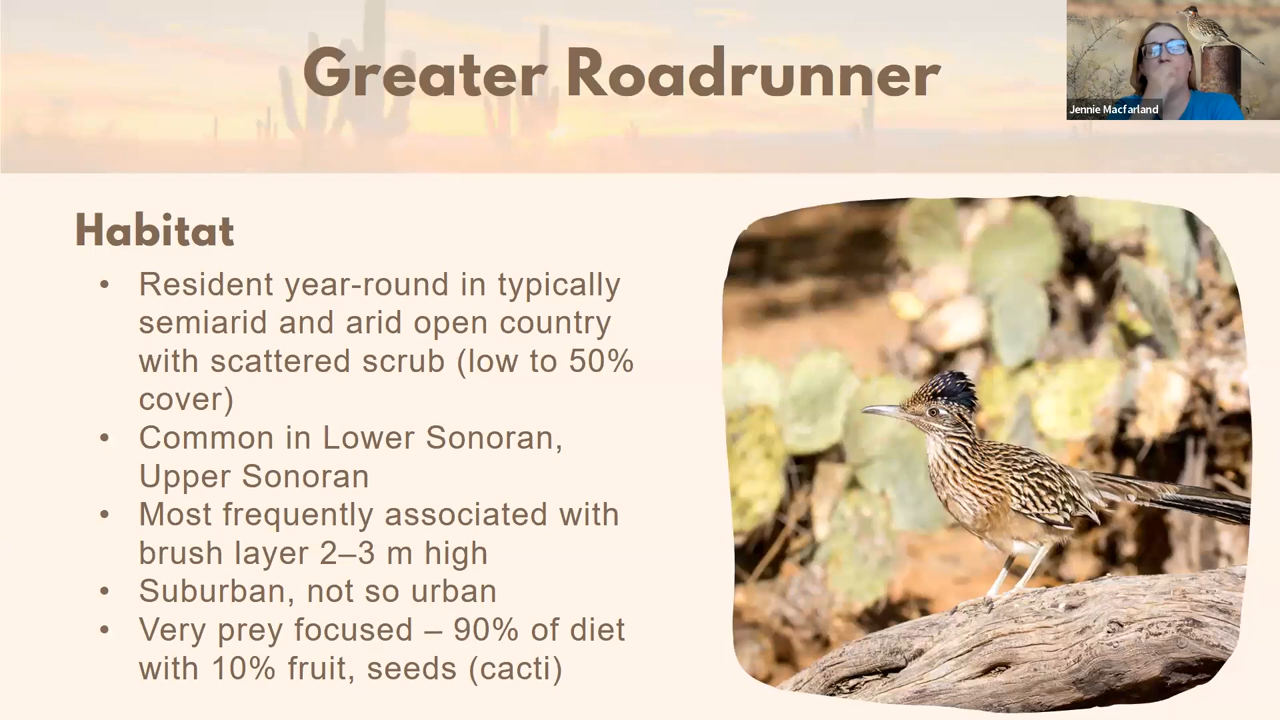 Greater Roadrunner
Jennie Macfarland
Habitat
• Resident year-round in typically
semiarid and arid open country
with scattered scrub (low to 50%
cover)
• Common in Lower Sonoran,
Upper Sonoran
• Most frequently associated with
brush layer 2–3 m high
• Suburban, not so urban
• Very prey focused – 90% of diet
with 10% fruit, seeds (cacti)